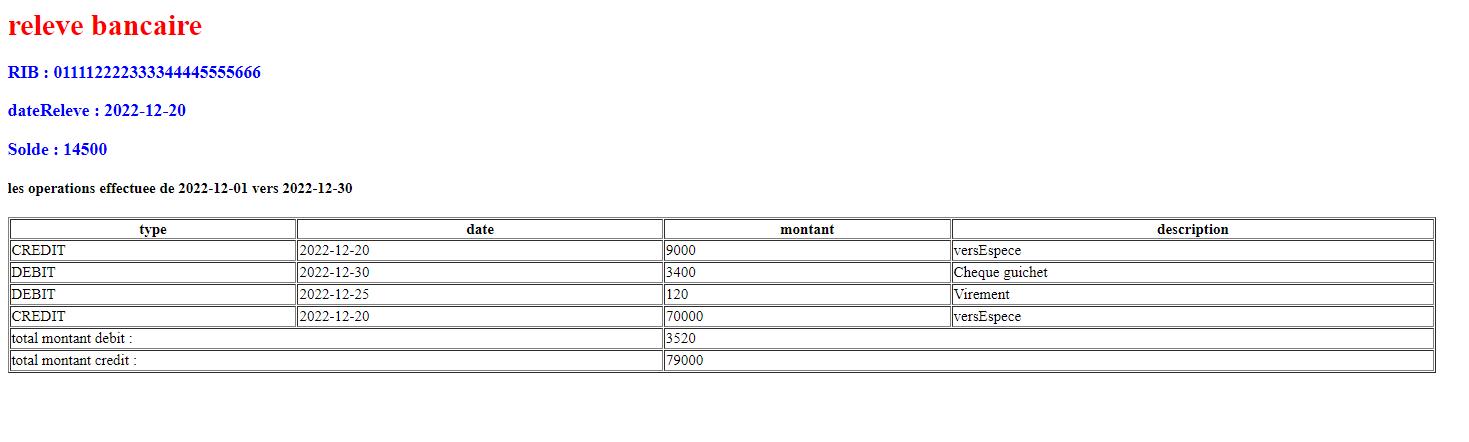 releve bancaire
RIB : 011112222333344445555666
dateReleve : 2022-12-20
Solde : 14500
les operations effectuee de 2022-12-01 vers 2022-12-30
type date montant description
CREDIT 2022-12-20 9000 versEspece
DEBIT 2022-12-30 3400 Cheque guichet
DEBIT 2022-12-25 120 Virement
CREDIT 2022-12-20 70000 versEspece
total montant debit : 3520
total montant credit : 79000